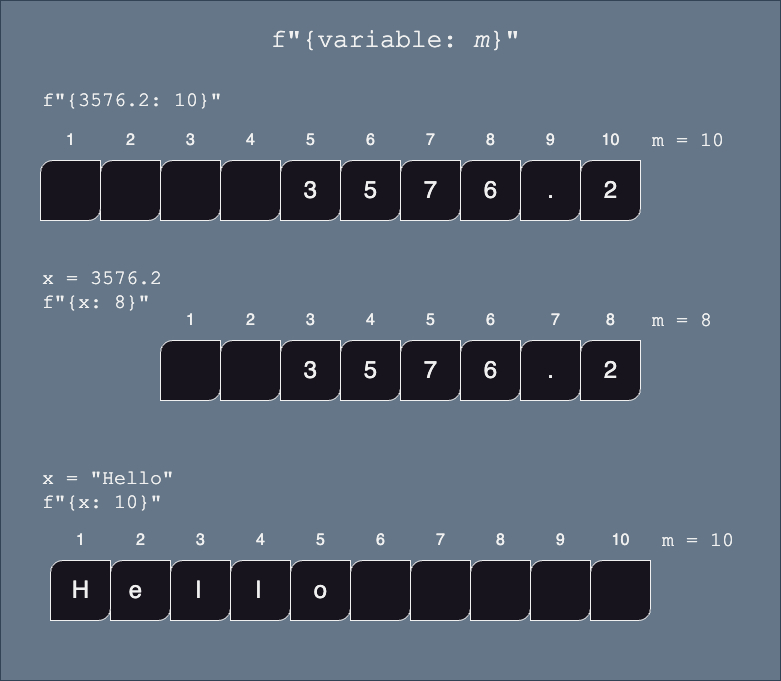 f"{variable: m}"
f"{3576.2: 10}"
1 2 3 4 5 6 7 8 9 10 m = 10
3 5 7 6 . 2
x = 3576.2
f"{x: 8}"
1 2 3 4 5 6 7 8 m = 8
3 5 7 6 . 2
x = "Hello"
f"{x: 10}"
1 2 3 4 5 6 7 8 9 10 m = 10
H e l l o